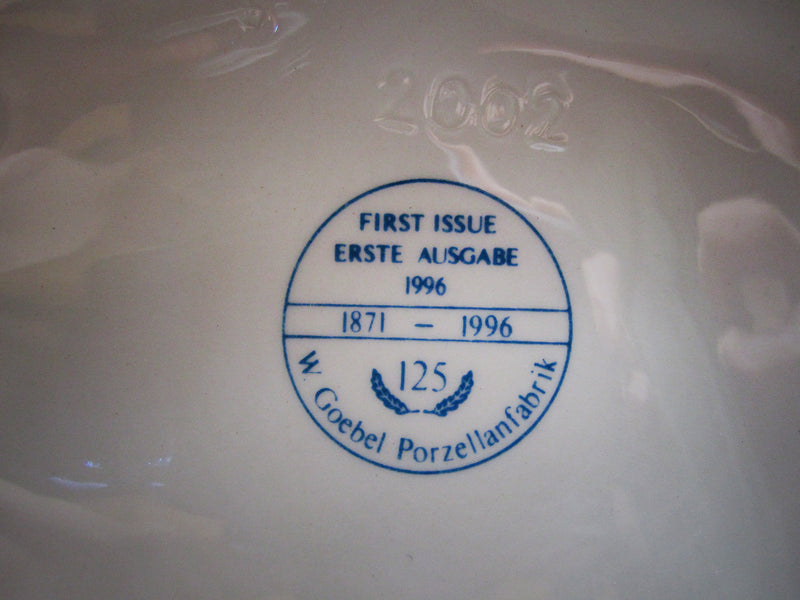 2002
FIRST ISSUE
ERSTE AUSGABE
1996
1871 – 1996
125
W. Goebel Porzellanfabrik